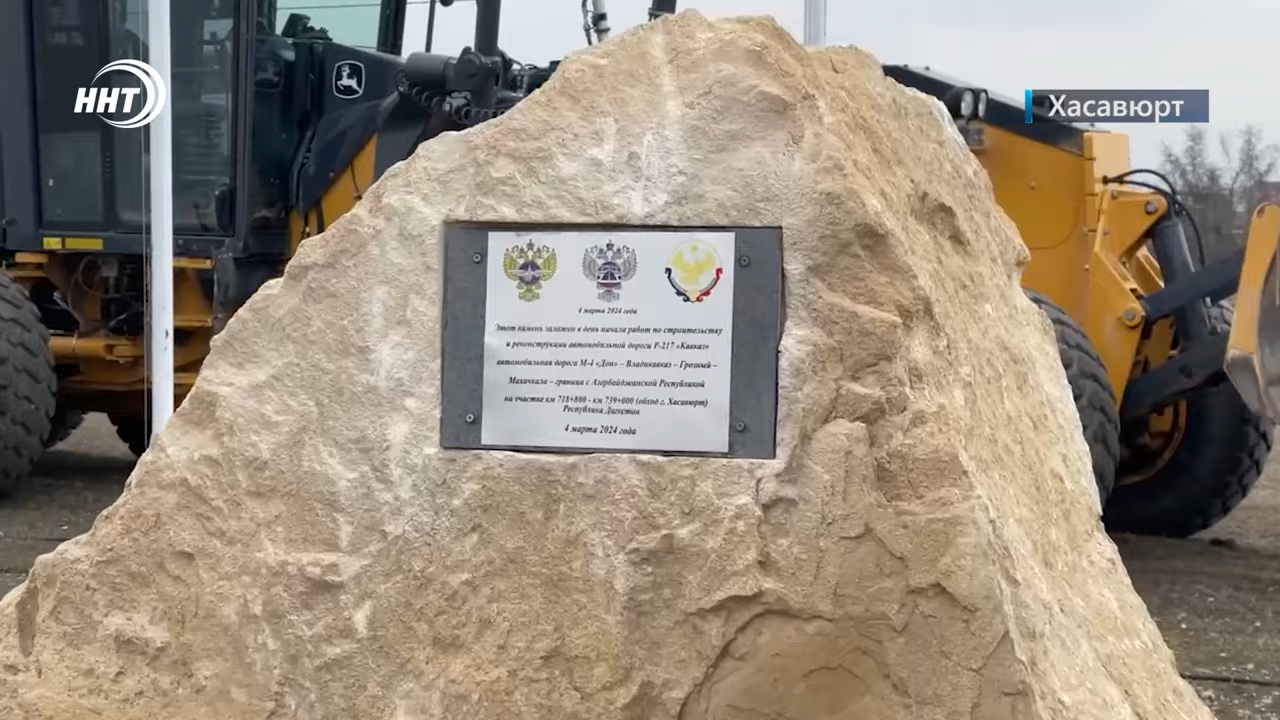 ННТ
Хасавюрт
4 марта 2024 года
Этот камень заложен в день начала работ по строительству
и реконструкции автомобильной дороги Р-217 «Кавказ»
автомобильная дорога М-4 «Дон» – Владикавказ – Грозный –
Махачкала – граница с Азербайджанской Республикой
на участке км 718+800 - км 739+000 (обход г. Хасавюрт)
Республика Дагестан
4 марта 2024 года